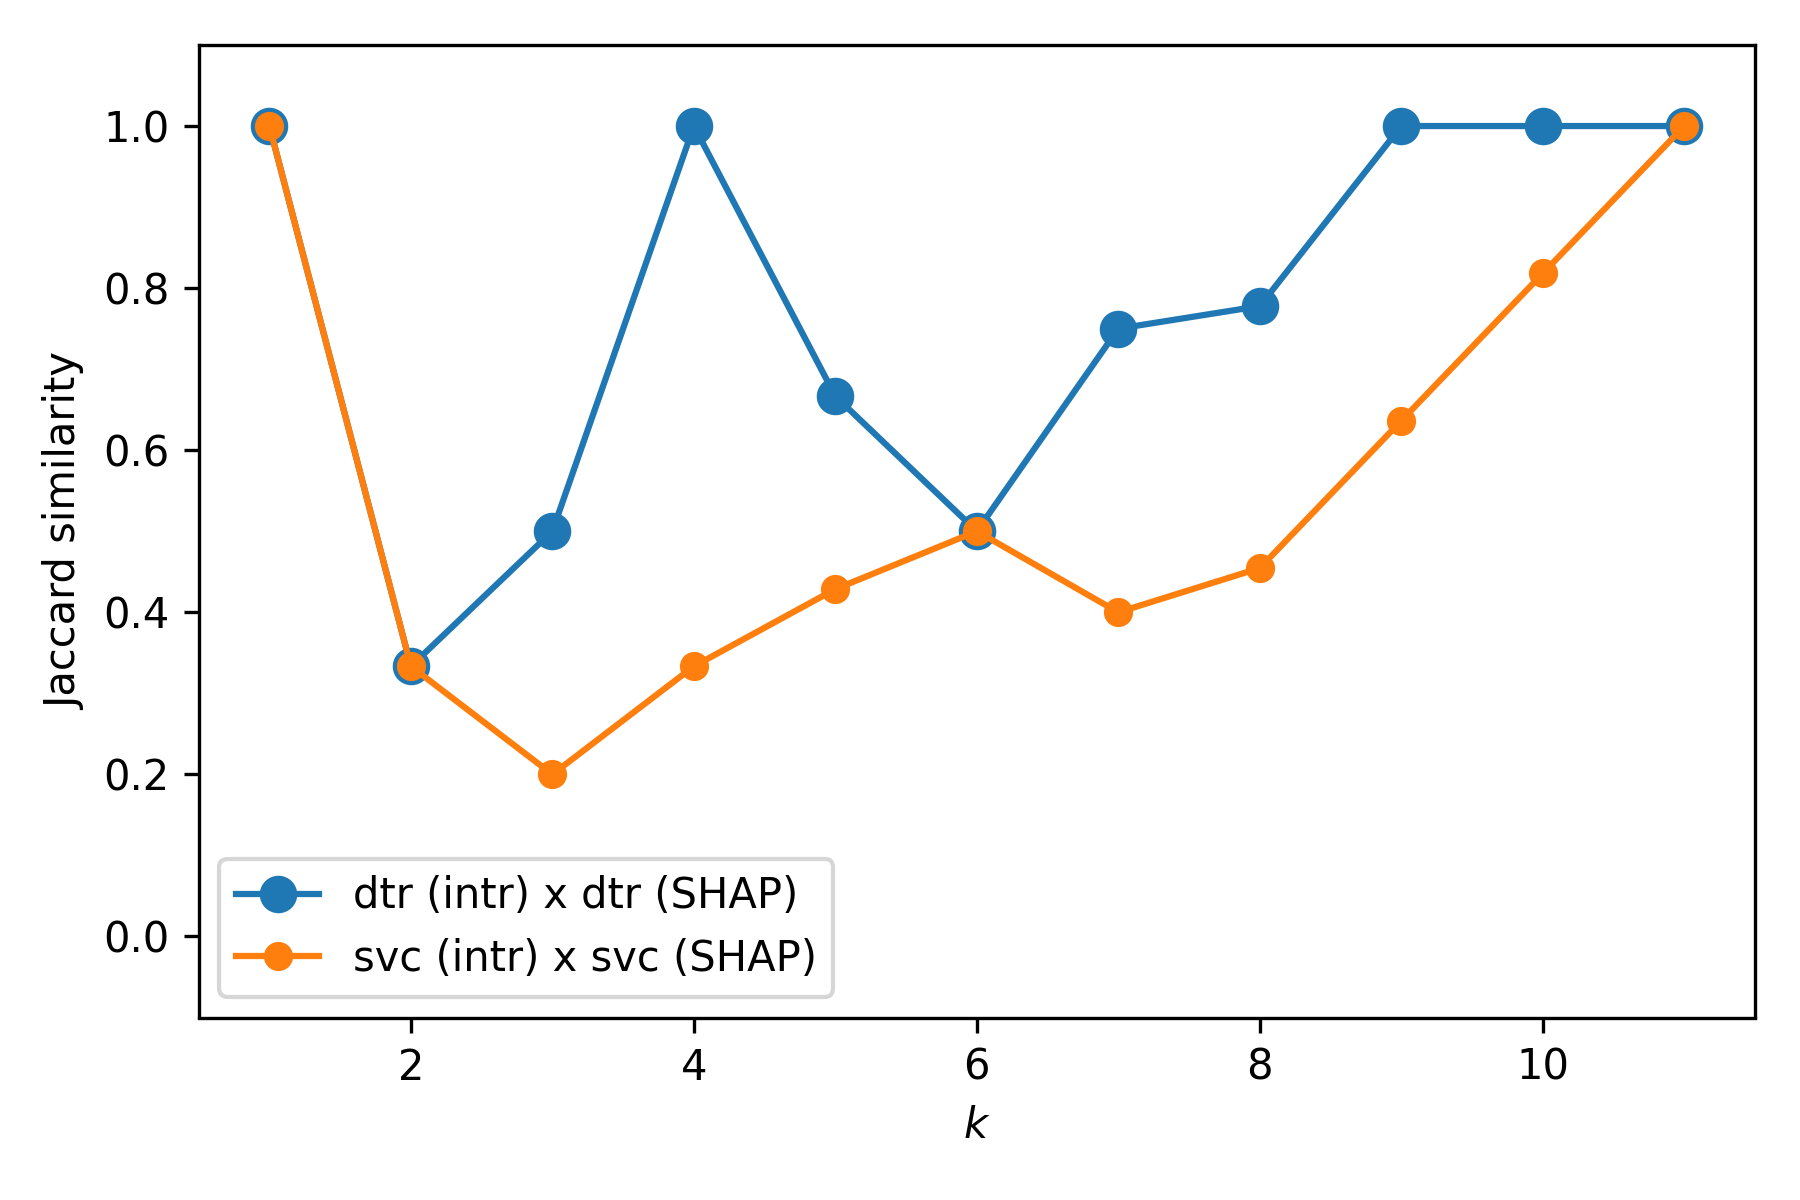 Jaccard similarity
1.0
0.8
0.6
0.4
0.2
0.0
dtr (intr) x dtr (SHAP)
svc (intr) x svc (SHAP)
2 4 6 8 10
k